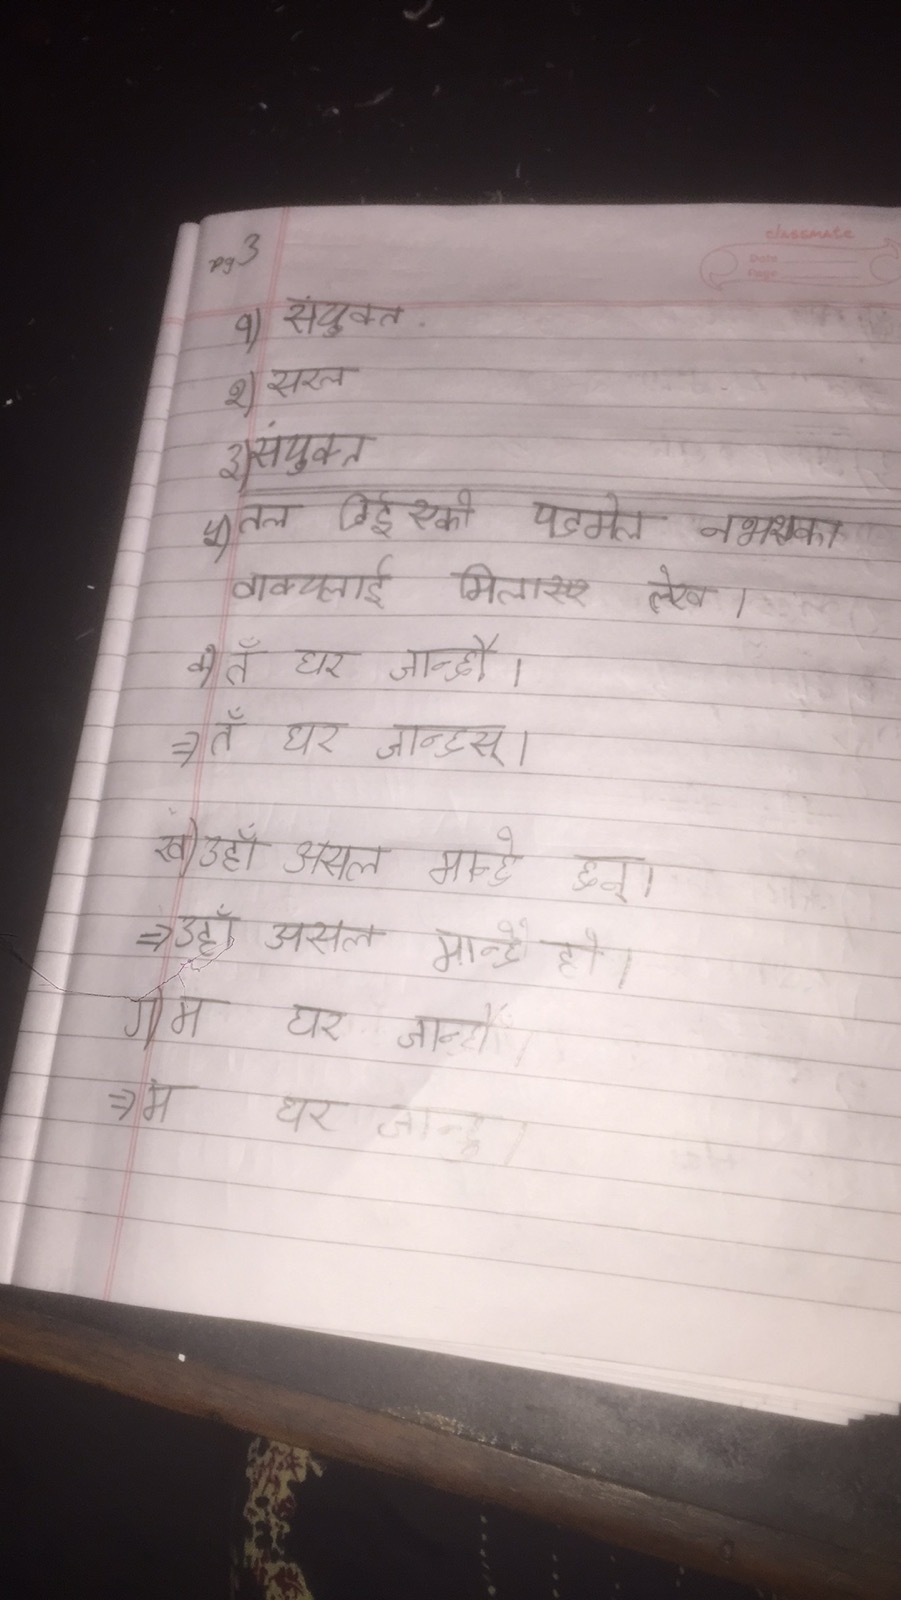 classmate
Date
Page
pg 3
१) संयुक्त .
२) सरल
३) संयुक्त
५) तल दिईएको पदमेल नभएका
वाक्यलाई मिलाएर लेख ।
क) तँ घर जान्छौ ।
⇒ तँ घर जान्छस् ।
ख) उहाँ असल मान्छे छन् ।
⇒ उहाँ असल मान्छे हो ।
ग) म घर जान्छौं ।
⇒ म घर जान्छु ।